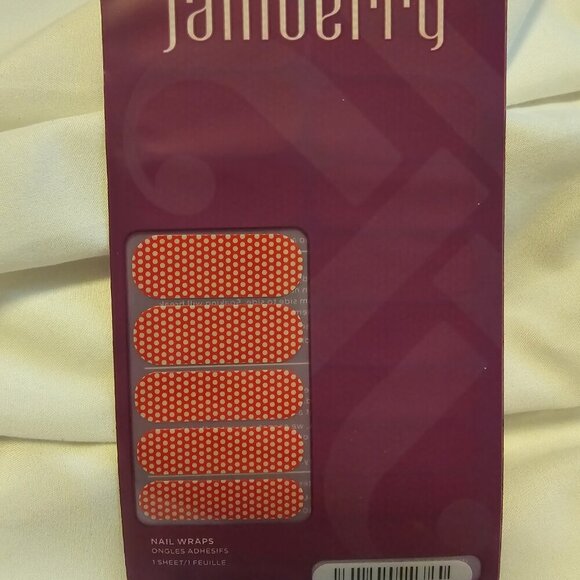 jamberry
NAIL WRAPS
ONGLES ADHESIFS
1 SHEET/1 FEUILLE